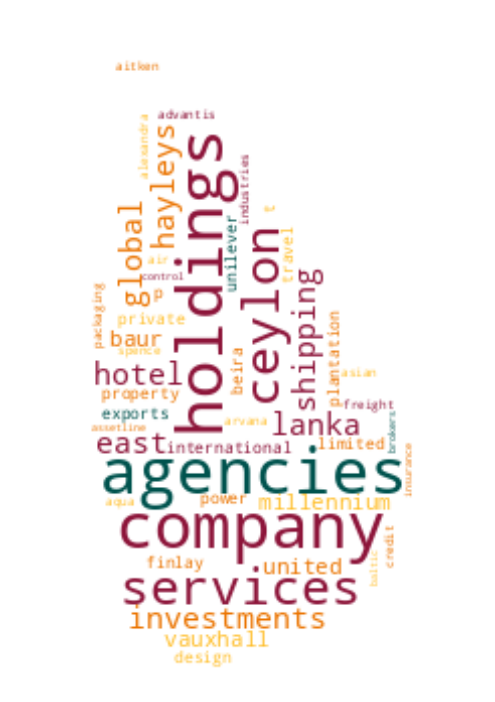 aitken
advantis
alexandra
hayleys
holdings
industries
global
unilever
t
ceylon
travel
air
control
p
shipping
packaging
private
baur
spence
beira
plantation
asian
hotel
property
exports
arvana
lanka
freight
assetline
east
international
limited
brokers
agencies
insurance
aqua
power
millennium
company
credit
finlay
united
baltic
services
investments
vauxhall
design